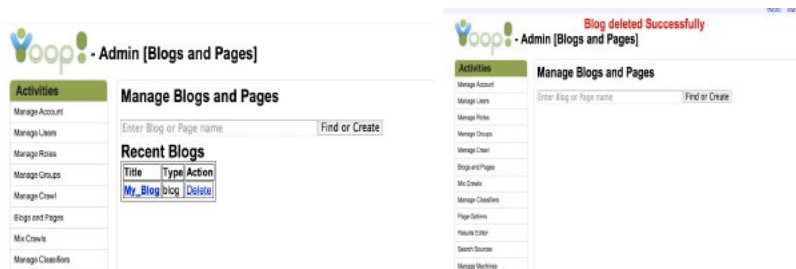 Yoop! - Admin [Blogs and Pages]
Activities
Manage Account
Manage Users
Manage Roles
Manage Groups
Manage Crawl
Blogs and Pages
Mix Crawls
Manage Classifiers
Manage Blogs and Pages
Enter Blog or Page name Find or Create
Recent Blogs
Title Type Action
My_Blog blog Delete
Blog deleted Successfully
Yoop! - Admin [Blogs and Pages]
Activities
Manage Account
Manage Users
Manage Roles
Manage Groups
Manage Crawl
Blogs and Pages
Mix Crawls
Manage Classifiers
Page Options
Results Editor
Search Sources
Manage Machines
Manage Blogs and Pages
Enter Blog or Page name Find or Create